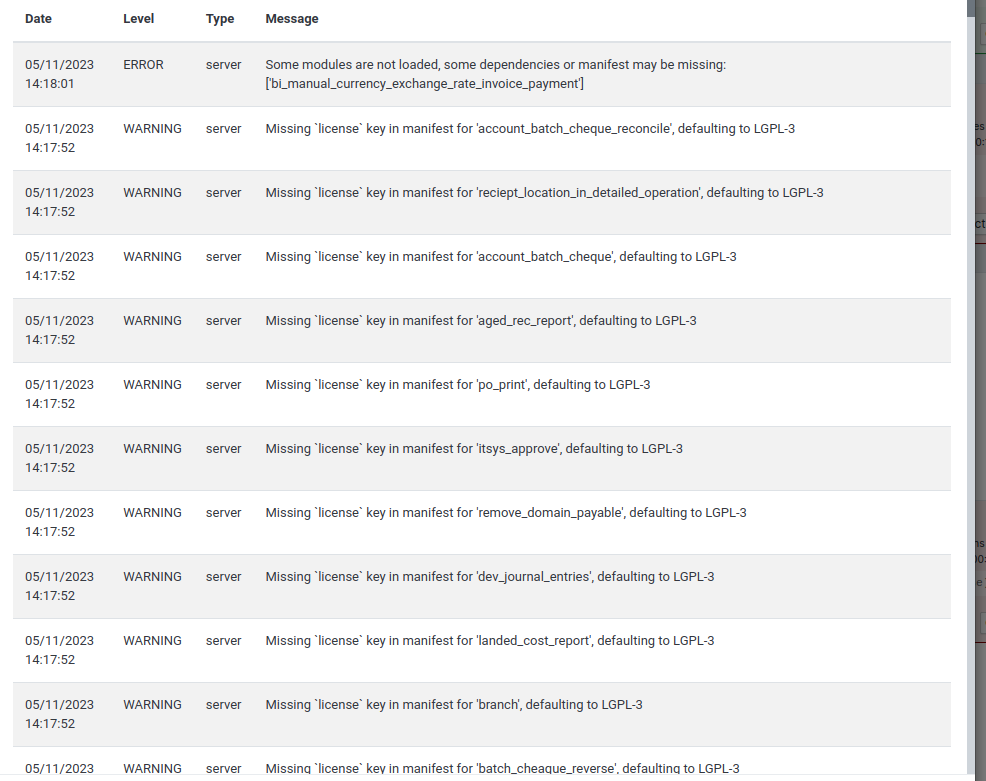 Date Level Type Message
05/11/2023 ERROR server Some modules are not loaded, some dependencies or manifest may be missing:
14:18:01 ['bi_manual_currency_exchange_rate_invoice_payment']
05/11/2023 WARNING server Missing `license` key in manifest for 'account_batch_cheque_reconcile', defaulting to LGPL-3
14:17:52
05/11/2023 WARNING server Missing `license` key in manifest for 'reciept_location_in_detailed_operation', defaulting to LGPL-3
14:17:52
05/11/2023 WARNING server Missing `license` key in manifest for 'account_batch_cheque', defaulting to LGPL-3
14:17:52
05/11/2023 WARNING server Missing `license` key in manifest for 'aged_rec_report', defaulting to LGPL-3
14:17:52
05/11/2023 WARNING server Missing `license` key in manifest for 'po_print', defaulting to LGPL-3
14:17:52
05/11/2023 WARNING server Missing `license` key in manifest for 'itsys_approve', defaulting to LGPL-3
14:17:52
05/11/2023 WARNING server Missing `license` key in manifest for 'remove_domain_payable', defaulting to LGPL-3
14:17:52
05/11/2023 WARNING server Missing `license` key in manifest for 'dev_journal_entries', defaulting to LGPL-3
14:17:52
05/11/2023 WARNING server Missing `license` key in manifest for 'landed_cost_report', defaulting to LGPL-3
14:17:52
05/11/2023 WARNING server Missing `license` key in manifest for 'branch', defaulting to LGPL-3
14:17:52
05/11/2023 WARNING server Missing `license` key in manifest for 'batch_cheaque_reverse', defaulting to LGPL-3